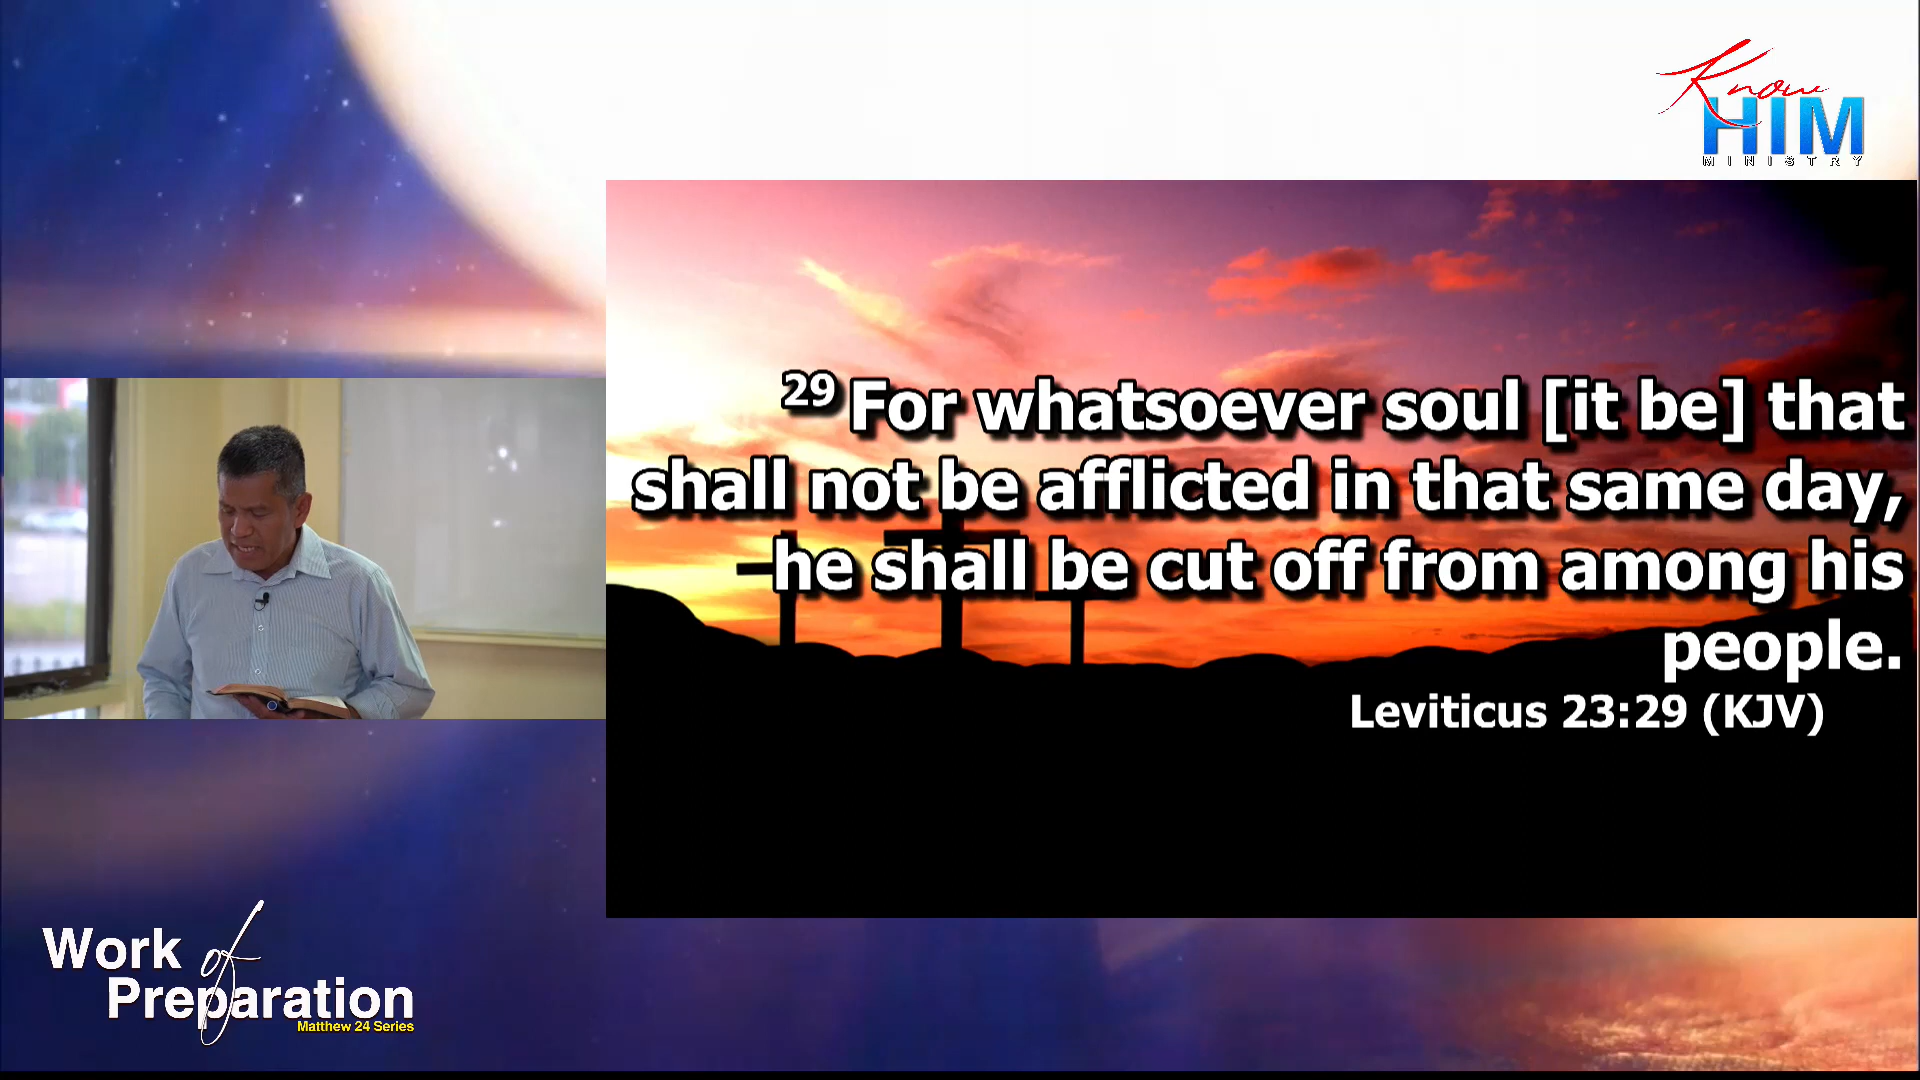 Know
HIM
MINISTRY
29 For whatsoever soul [it be] that
shall not be afflicted in that same day,
he shall be cut off from among his
people.
Leviticus 23:29 (KJV)
Work of
Preparation
Matthew 24 Series